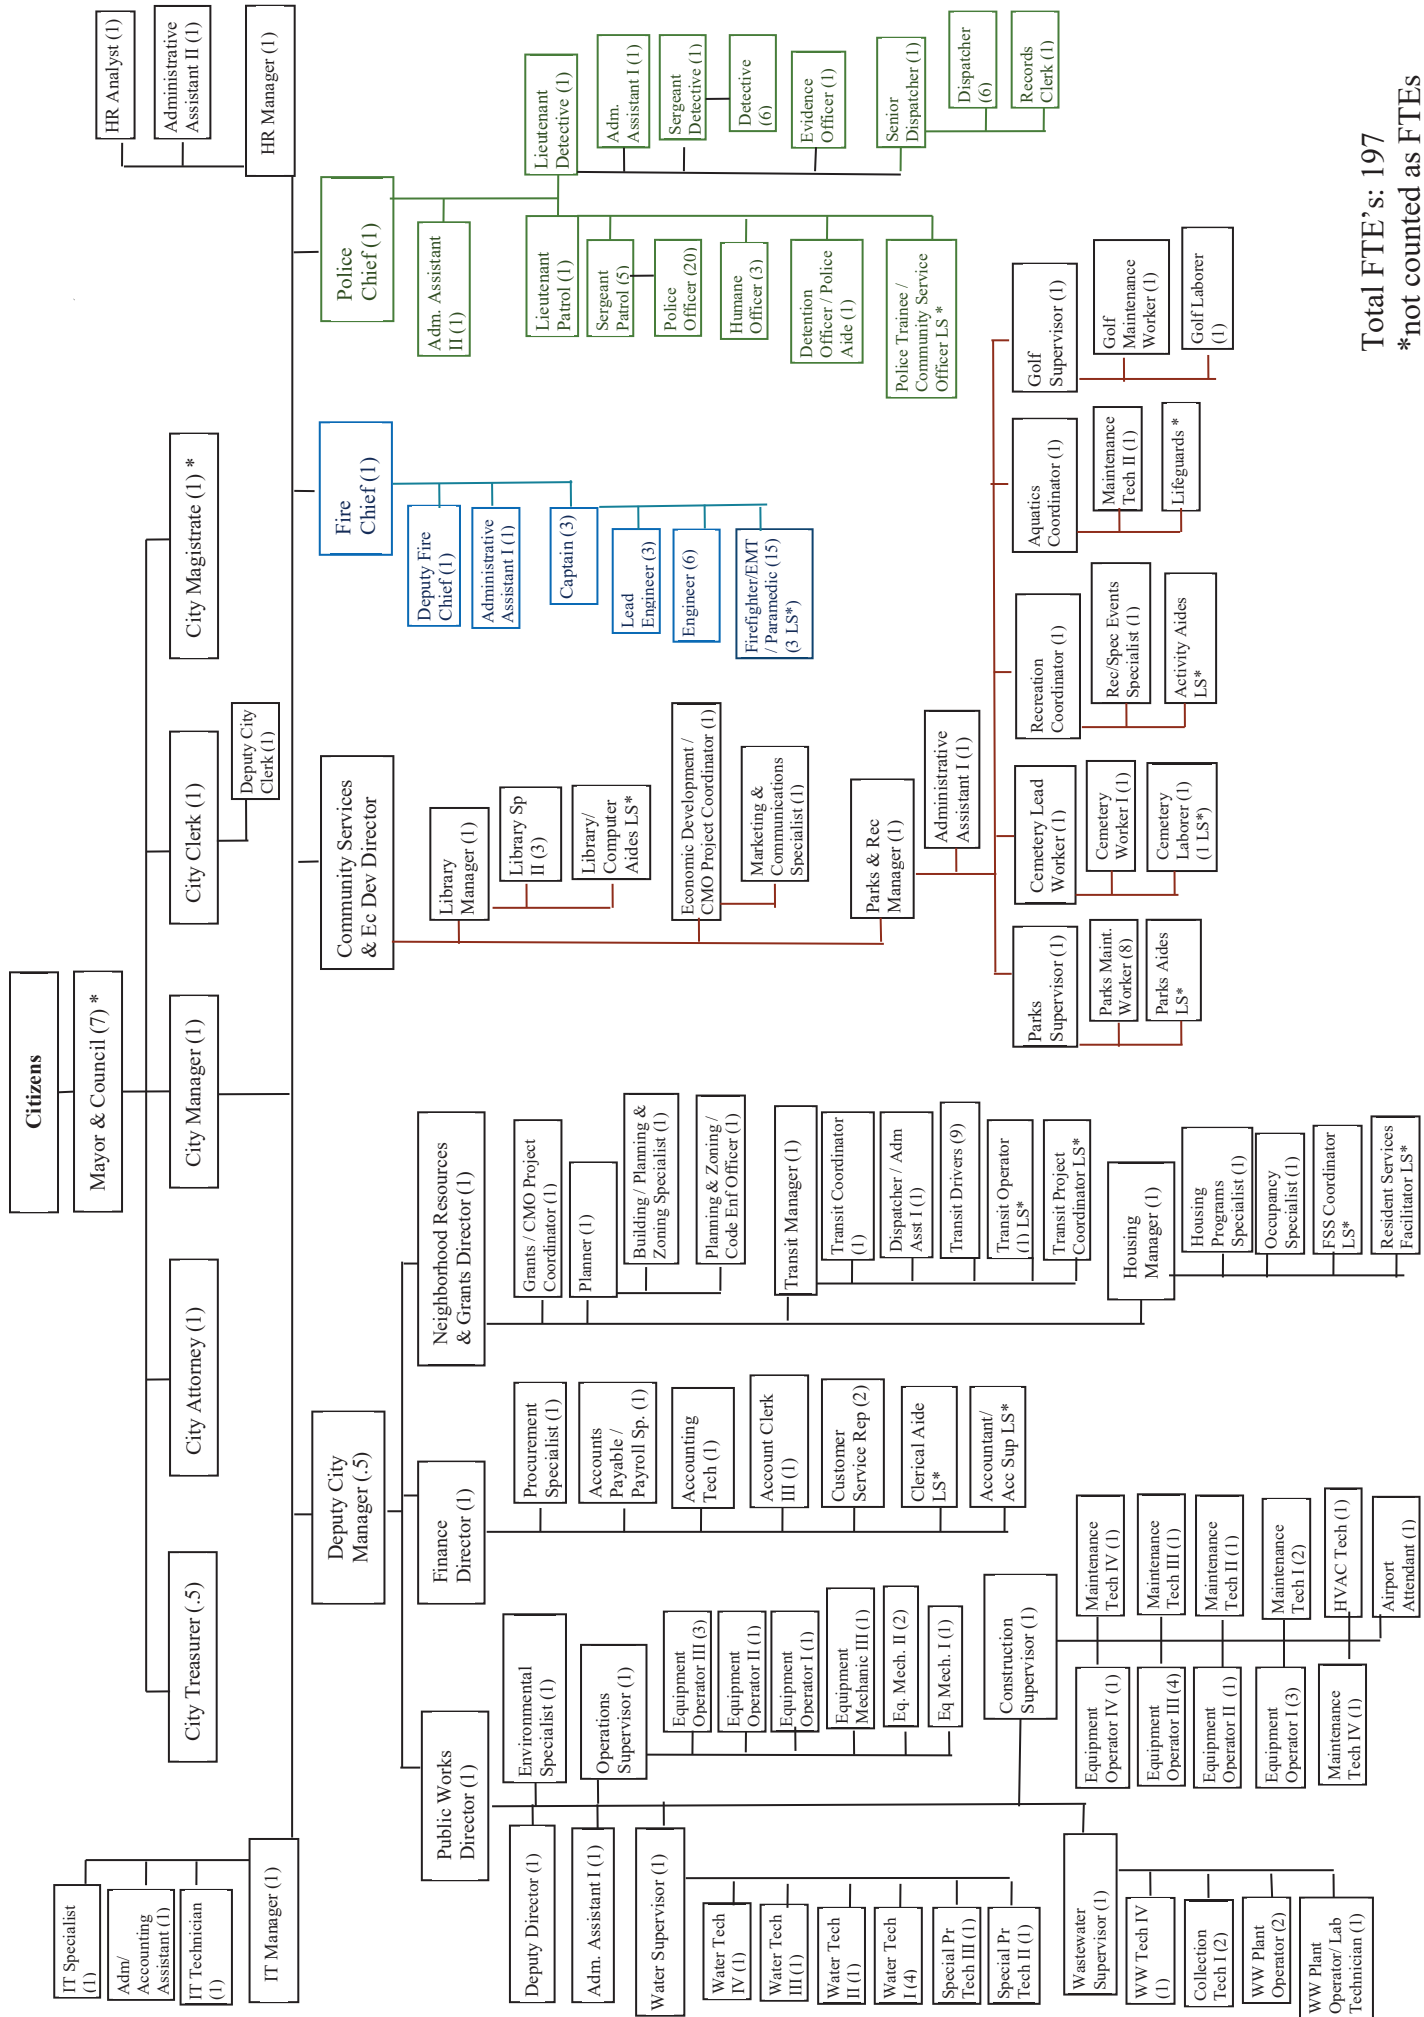 Citizens
Mayor & Council (7) *
City Treasurer (.5)
City Attorney (1)
City Manager (1)
City Clerk (1)
Deputy City
Clerk (1)
City Magistrate (1) *
IT Specialist
(1)
Adm/
Accounting
Assistant (1)
IT Technician
(1)
IT Manager (1)
HR Analyst (1)
Administrative
Assistant II (1)
HR Manager (1)
Deputy City
Manager (.5)
Public Works
Director (1)
Deputy Director (1)
Environmental
Specialist (1)
Adm. Assistant I (1)
Operations
Supervisor (1)
Equipment
Operator III (3)
Equipment
Operator II (1)
Equipment
Operator I (1)
Equipment
Mechanic III (1)
Eq. Mech. II (2)
Eq Mech. I (1)
Water Supervisor (1)
Water Tech
IV (1)
Water Tech
III (1)
Water Tech
II (1)
Water Tech
I (4)
Special Pr
Tech III (1)
Special Pr
Tech II (1)
Construction
Supervisor (1)
Equipment
Operator IV (1)
Maintenance
Tech IV (1)
Equipment
Operator III (4)
Maintenance
Tech III (1)
Equipment
Operator II (1)
Maintenance
Tech II (1)
Equipment
Operator I (3)
Maintenance
Tech I (2)
Maintenance
Tech IV (1)
HVAC Tech (1)
Airport
Attendant (1)
Wastewater
Supervisor (1)
WW Tech IV
(1)
Collection
Tech I (2)
WW Plant
Operator (2)
WW Plant
Operator/ Lab
Technician (1)
Finance
Director (1)
Procurement
Specialist (1)
Accounts
Payable /
Payroll Sp. (1)
Accounting
Tech (1)
Account Clerk
III (1)
Customer
Service Rep (2)
Clerical Aide
LS*
Accountant/
Acc Sup LS*
Neighborhood Resources
& Grants Director (1)
Grants / CMO Project
Coordinator (1)
Planner (1)
Building / Planning &
Zoning Specialist (1)
Planning & Zoning /
Code Enf Officer (1)
Transit Manager (1)
Transit Coordinator
(1)
Dispatcher / Adm
Asst I (1)
Transit Drivers (9)
Transit Operator
(1) LS*
Transit Project
Coordinator LS*
Housing
Manager (1)
Housing
Programs
Specialist (1)
Occupancy
Specialist (1)
FSS Coordinator
LS*
Resident Services
Facilitator LS*
Community Services
& Ec Dev Director
Library
Manager (1)
Library Sp
II (3)
Library/
Computer
Aides LS*
Economic Development /
CMO Project Coordinator (1)
Marketing &
Communications
Specialist (1)
Parks & Rec
Manager (1)
Administrative
Assistant I (1)
Parks
Supervisor (1)
Parks Maint.
Worker (8)
Parks Aides
LS*
Cemetery Lead
Worker (1)
Cemetery
Worker I (1)
Cemetery
Laborer (1)
(1 LS*)
Recreation
Coordinator (1)
Rec/Spec Events
Specialist (1)
Activity Aides
LS*
Aquatics
Coordinator (1)
Maintenance
Tech II (1)
Lifeguards *
Golf
Supervisor (1)
Golf
Maintenance
Worker (1)
Golf Laborer
(1)
Fire
Chief (1)
Deputy Fire
Chief (1)
Administrative
Assistant I (1)
Captain (3)
Lead
Engineer (3)
Engineer (6)
Firefighter/EMT
/ Paramedic (15)
(3 LS*)
Police
Chief (1)
Adm. Assistant
II (1)
Lieutenant
Patrol (1)
Sergeant
Patrol (5)
Police
Officer (20)
Humane
Officer (3)
Detention
Officer / Police
Aide (1)
Police Trainee /
Community Service
Officer LS *
Lieutenant
Detective (1)
Adm.
Assistant I (1)
Sergeant
Detective (1)
Detective
(6)
Evidence
Officer (1)
Senior
Dispatcher (1)
Dispatcher
(6)
Records
Clerk (1)
Total FTE's: 197
*not counted as FTEs